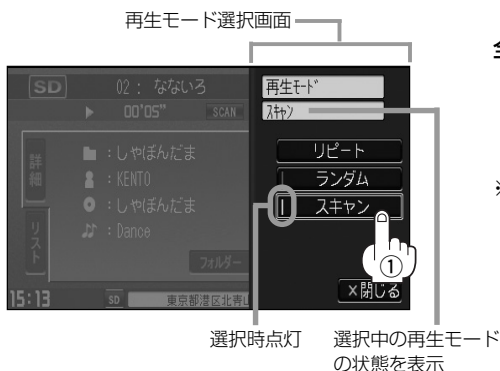 再生モード選択画面
SD
02: なないろ
▶ 00'05" SCAN
詳細
リスト
:しゃぼんだま
:KENTO
:しゃぼんだま
:Dance
フォルダー
15:13
SD
東京都港区北青山
再生モード
スキャン
リピート
ランダム
スキャン
①
×閉じる
選択時点灯
選択中の再生モード
の状態を表示
※